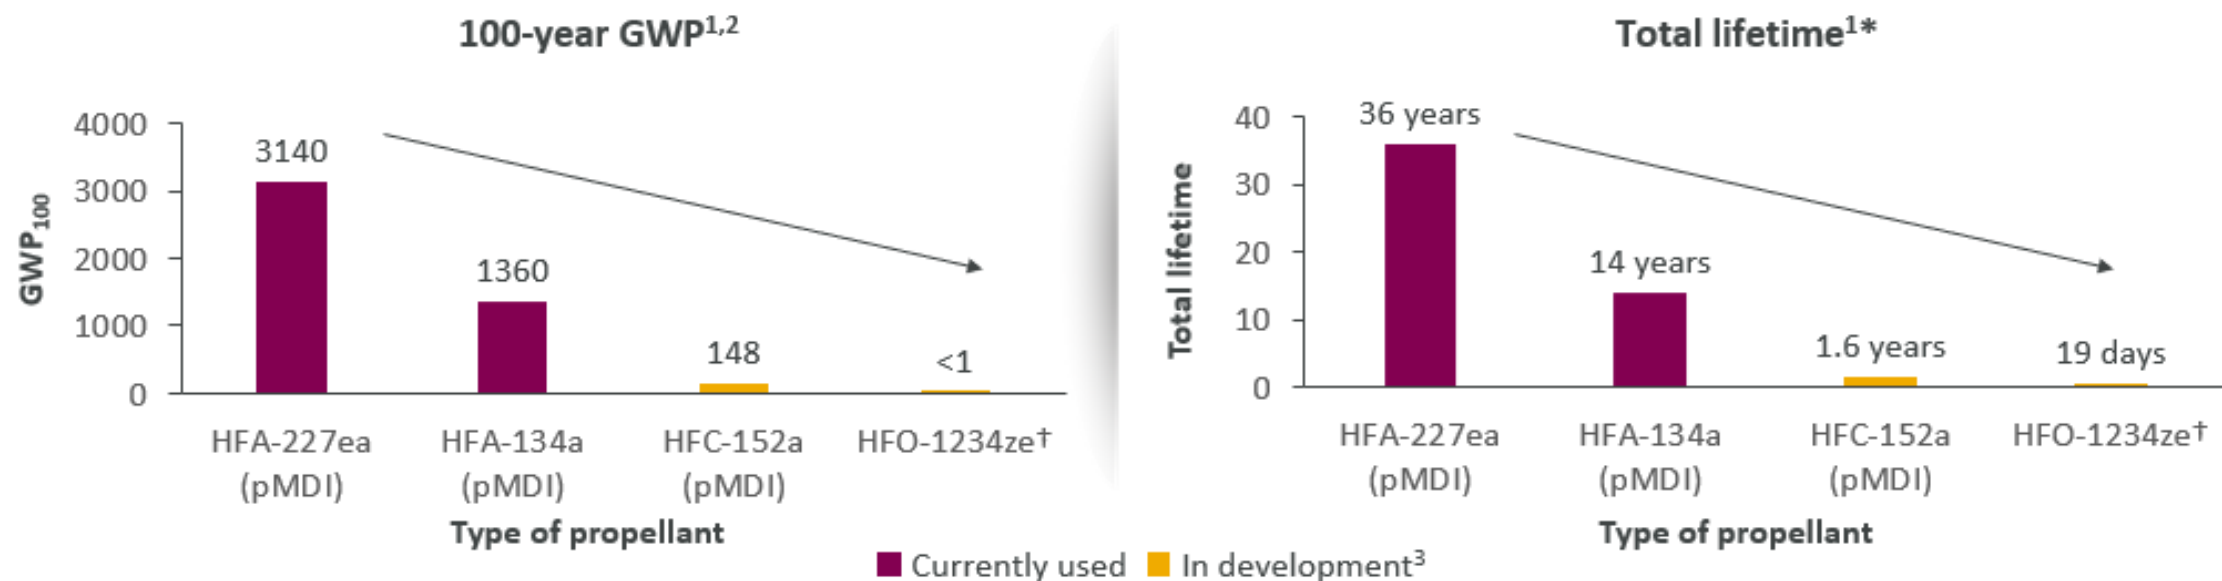 100-year GWP¹,²
GWP₁₀₀
4000
3000
2000
1000
0
3140
1360
148
<1
HFA-227ea
(pMDI)
HFA-134a
(pMDI)
HFC-152a
(pMDI)
HFO-1234ze†
Type of propellant
Total lifetime¹*
Total lifetime
40
30
20
10
0
36 years
14 years
1.6 years
19 days
HFA-227ea
(pMDI)
HFA-134a
(pMDI)
HFC-152a
(pMDI)
HFO-1234ze†
Type of propellant
Currently used
In development³